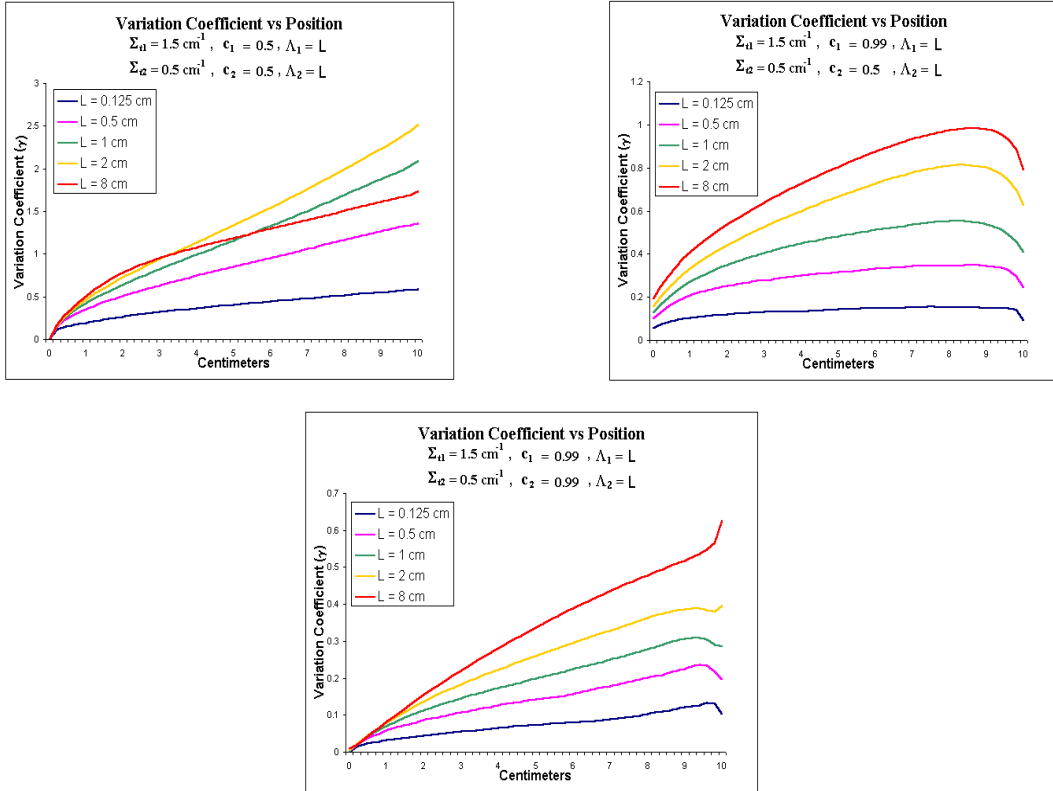 Variation Coefficient vs Position
Σt1 = 1.5 cm-1 , c1 = 0.5 , Λ1 = L
Σt2 = 0.5 cm-1 , c2 = 0.5 , Λ2 = L
3
2.5
2
1.5
1
0.5
0
Variation Coefficient (γ)
L = 0.125 cm
L = 0.5 cm
L = 1 cm
L = 2 cm
L = 8 cm
0 1 2 3 4 5 6 7 8 9 10
Centimeters
Variation Coefficient vs Position
Σt1 = 1.5 cm-1 , c1 = 0.99 , Λ1 = L
Σt2 = 0.5 cm-1 , c2 = 0.5 , Λ2 = L
1.2
1
0.8
0.6
0.4
0.2
0
Variation Coefficient (γ)
L = 0.125 cm
L = 0.5 cm
L = 1 cm
L = 2 cm
L = 8 cm
0 1 2 3 4 5 6 7 8 9 10
Centimeters
Variation Coefficient vs Position
Σt1 = 1.5 cm-1 , c1 = 0.99 , Λ1 = L
Σt2 = 0.5 cm-1 , c2 = 0.99 , Λ2 = L
0.7
0.6
0.5
0.4
0.3
0.2
0.1
0
Variation Coefficient (γ)
L = 0.125 cm
L = 0.5 cm
L = 1 cm
L = 2 cm
L = 8 cm
0 1 2 3 4 5 6 7 8 9 10
Centimeters